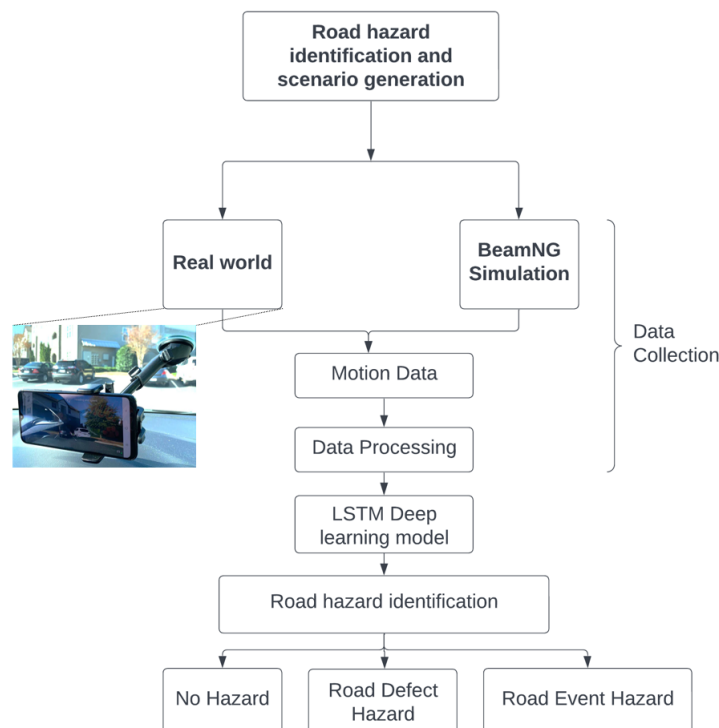 Road hazard
identification and
scenario generation
Real world
BeamNG
Simulation
Data
Collection
Motion Data
Data Processing
LSTM Deep
learning model
Road hazard identification
No Hazard
Road Defect
Hazard
Road Event Hazard